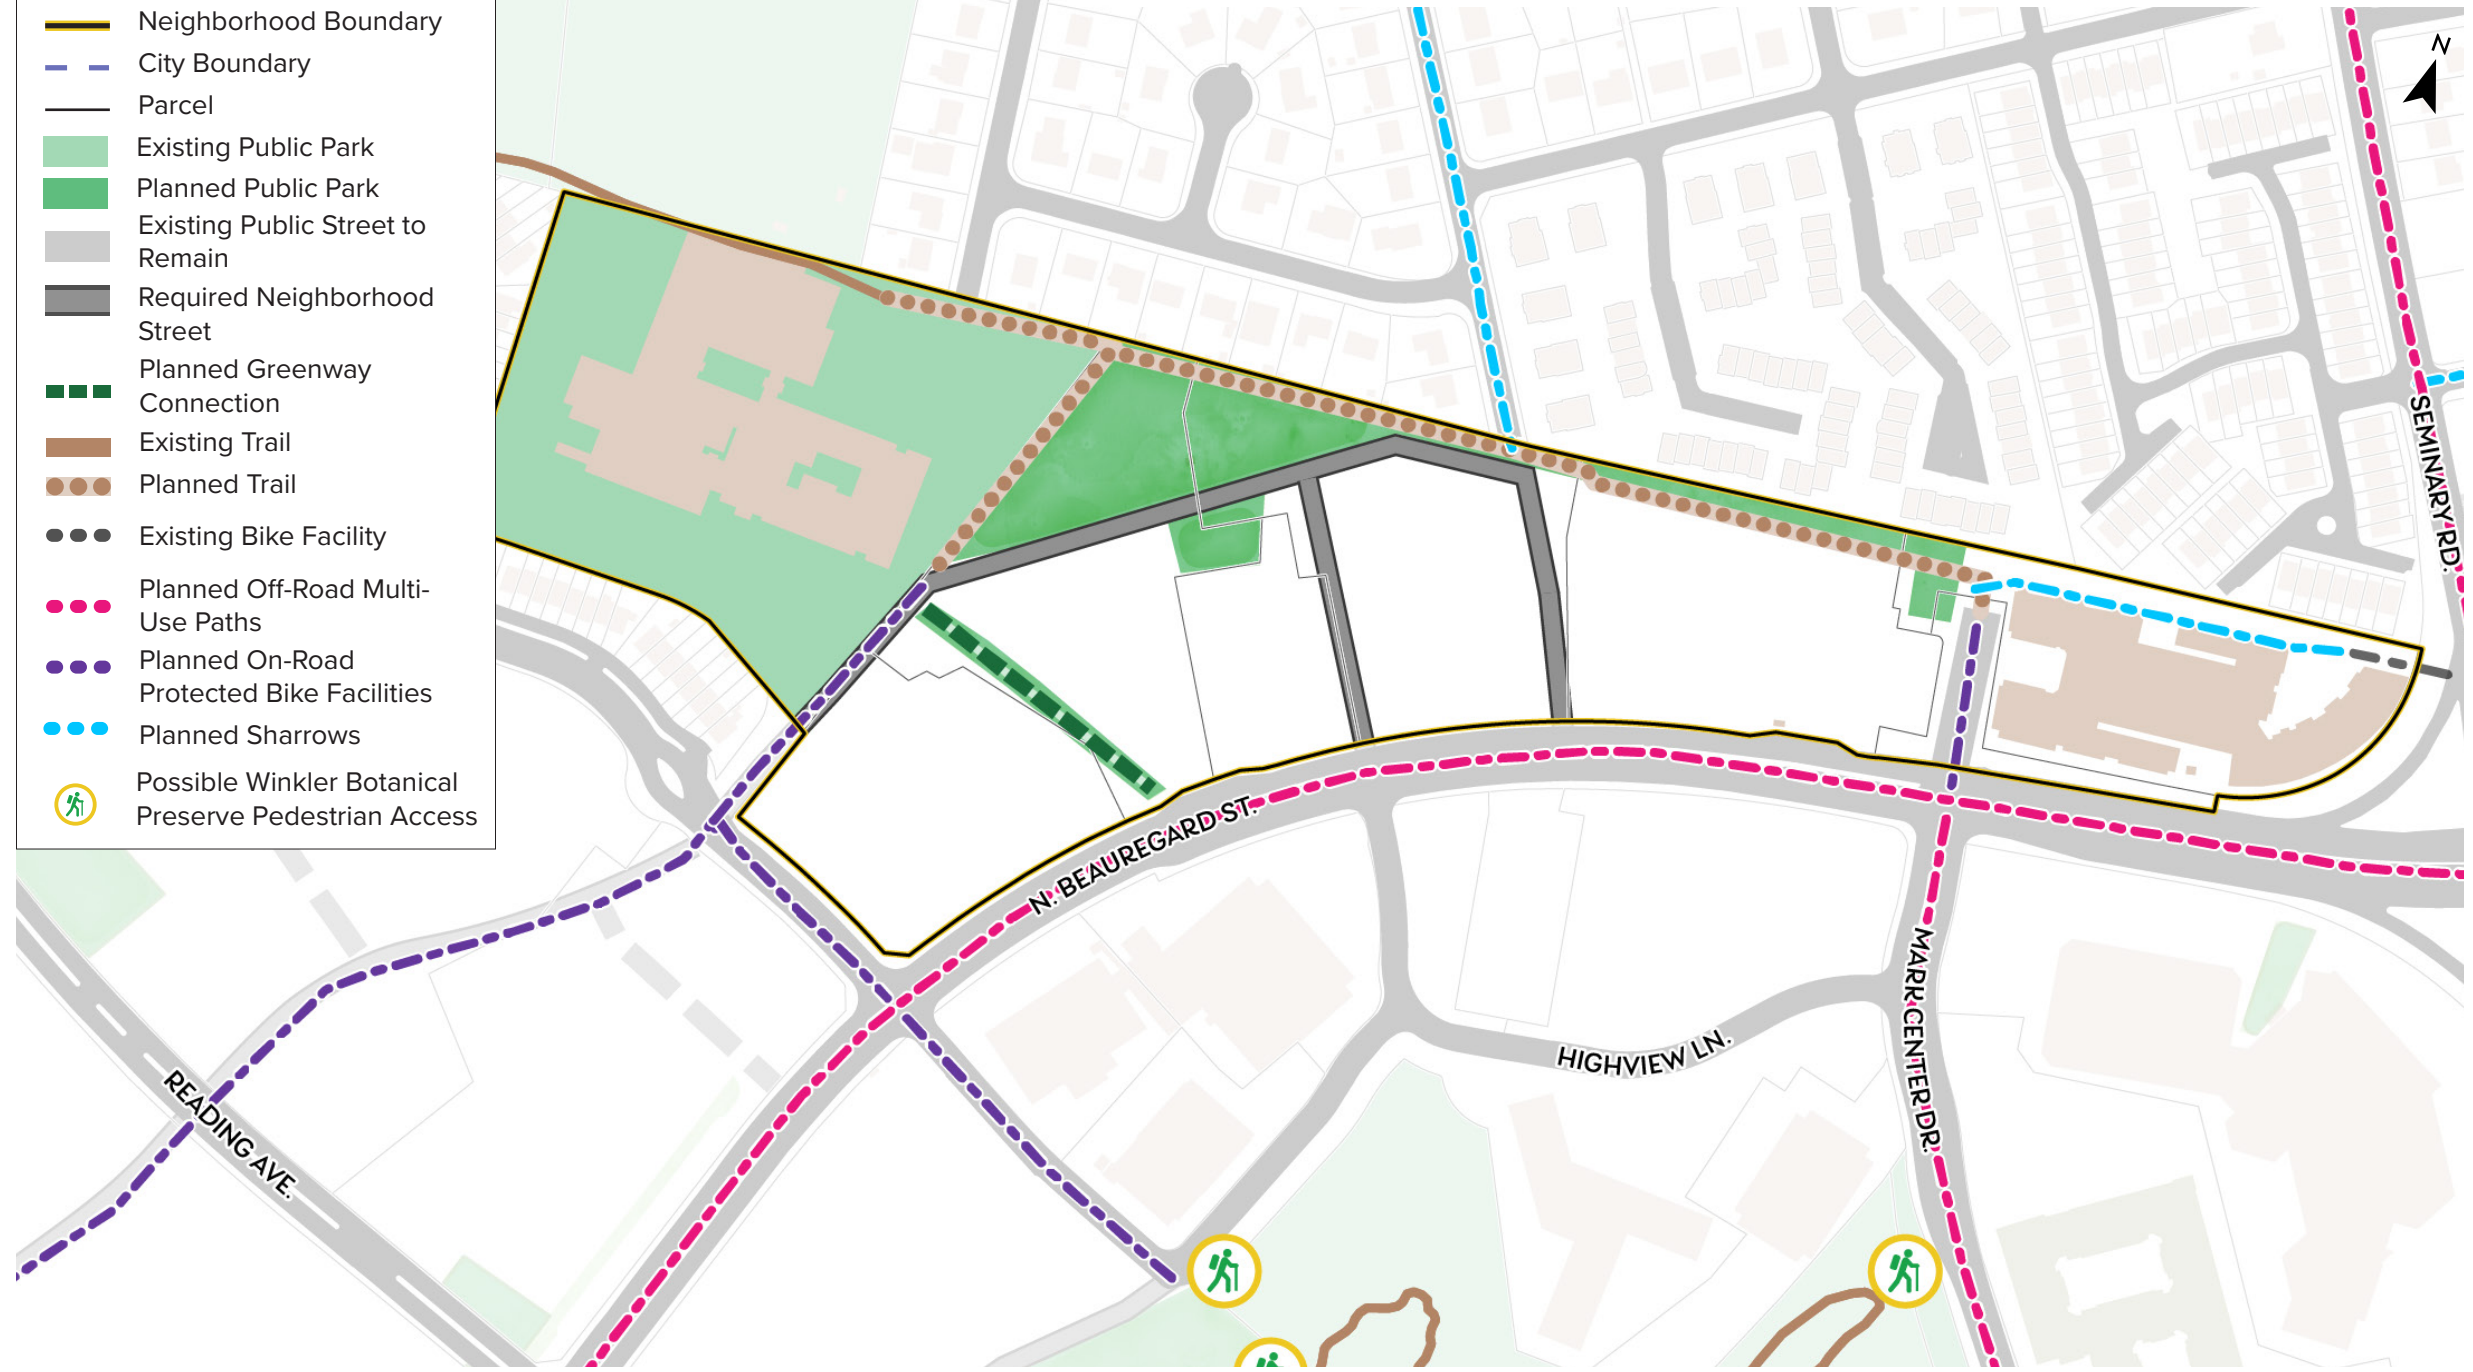 Neighborhood Boundary
City Boundary
Parcel
Existing Public Park
Planned Public Park
Existing Public Street to
Remain
Required Neighborhood
Street
Planned Greenway
Connection
Existing Trail
Planned Trail
Existing Bike Facility
Planned Off-Road Multi-
Use Paths
Planned On-Road
Protected Bike Facilities
Planned Sharrows
Possible Winkler Botanical
Preserve Pedestrian Access
N
SEMINARY RD.
N. BEAUREGARD ST.
MARK CENTER DR.
HIGHVIEW LN.
READING AVE.